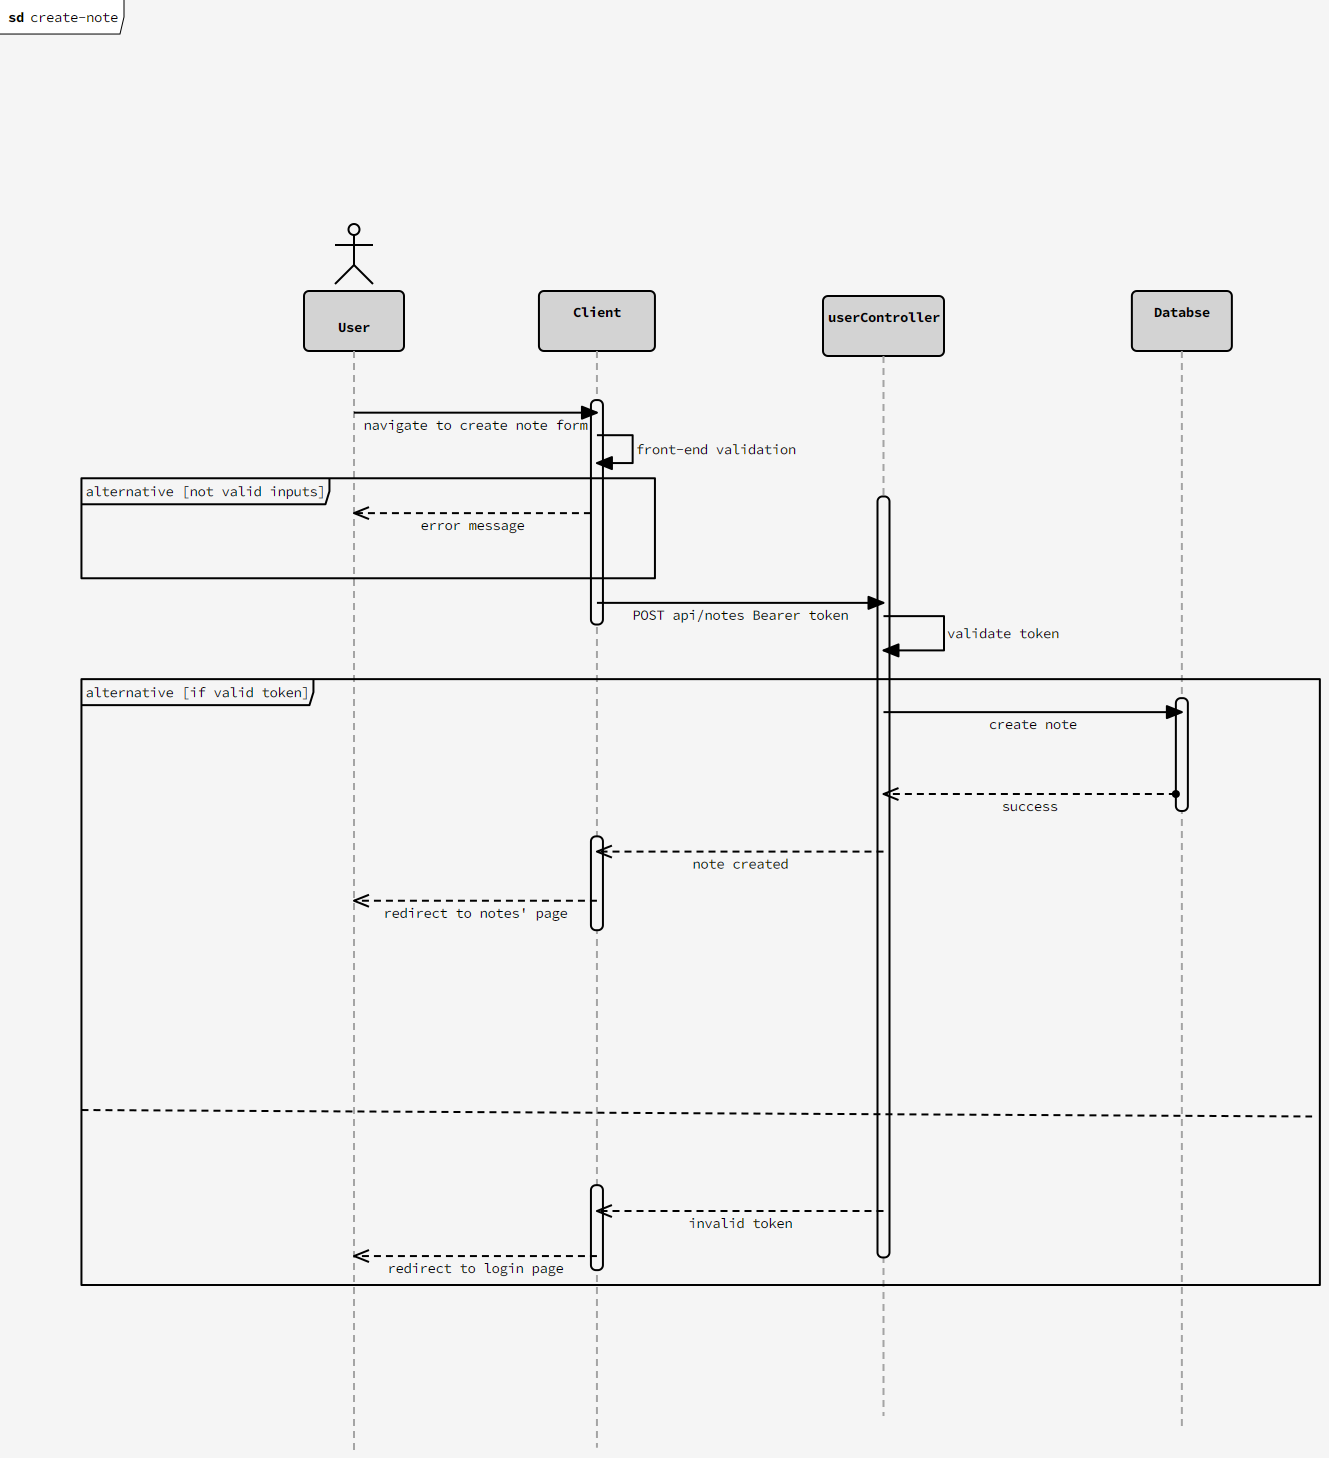 sd create-note
User
Client
userController
Databse
navigate to create note form
front-end validation
alternative [not valid inputs]
error message
POST api/notes Bearer token
validate token
alternative [if valid token]
create note
success
note created
redirect to notes' page
invalid token
redirect to login page